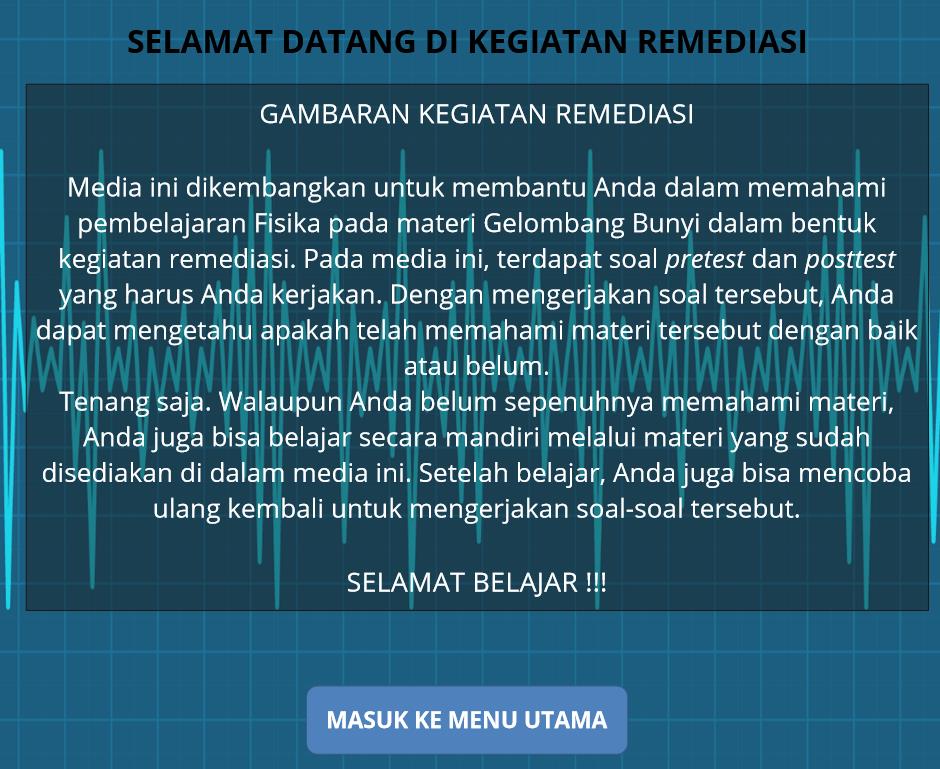 SELAMAT DATANG DI KEGIATAN REMEDIASI
GAMBARAN KEGIATAN REMEDIASI
Media ini dikembangkan untuk membantu Anda dalam memahami
pembelajaran Fisika pada materi Gelombang Bunyi dalam bentuk
kegiatan remediasi. Pada media ini, terdapat soal pretest dan posttest
yang harus Anda kerjakan. Dengan mengerjakan soal tersebut, Anda
dapat mengetahu apakah telah memahami materi tersebut dengan baik
atau belum.
Tenang saja. Walaupun Anda belum sepenuhnya memahami materi,
Anda juga bisa belajar secara mandiri melalui materi yang sudah
disediakan di dalam media ini. Setelah belajar, Anda juga bisa mencoba
ulang kembali untuk mengerjakan soal-soal tersebut.
SELAMAT BELAJAR !!!
MASUK KE MENU UTAMA